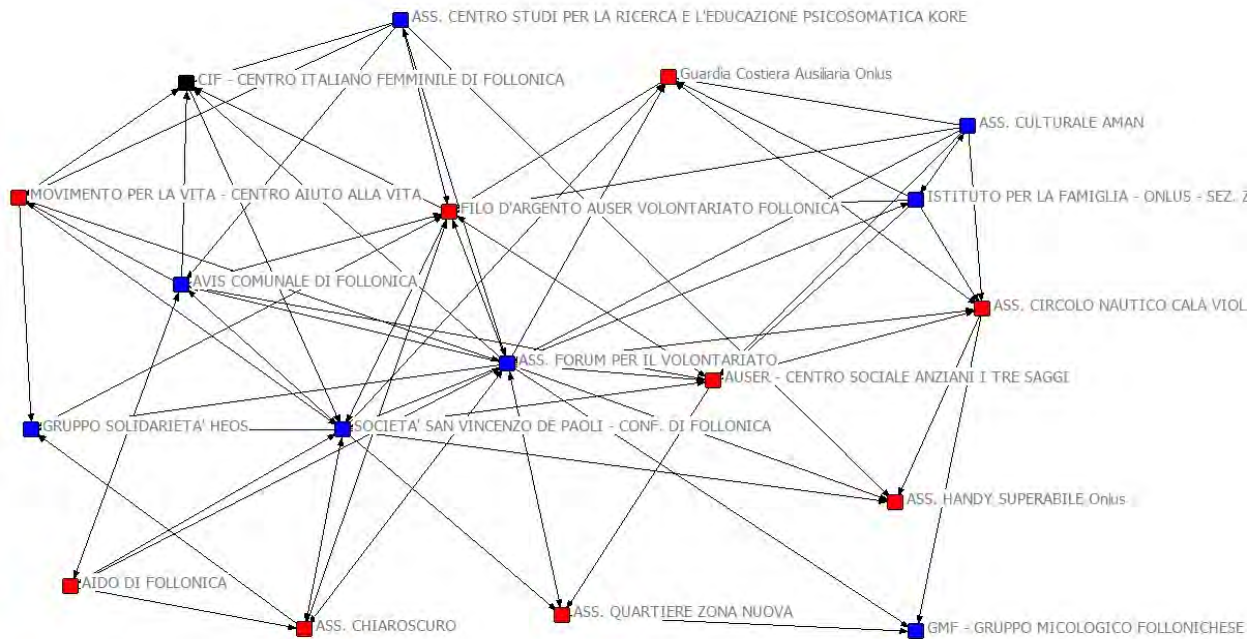 ASS. CENTRO STUDI PER LA RICERCA E L'EDUCAZIONE PSICOSOMATICA KORE
CIF - CENTRO ITALIANO FEMMINILE DI FOLLONICA
Guardia Costiera Ausiliaria Onlus
ASS. CULTURALE AMAN
MOVIMENTO PER LA VITA - CENTRO AIUTO ALLA VITA
FILO D'ARGENTO AUSER VOLONTARIATO FOLLONICA
ISTITUTO PER LA FAMIGLIA - ONLUS - SEZ. Z
AVIS COMUNALE DI FOLLONICA
ASS. CIRCOLO NAUTICO CALA VIOL
ASS. FORUM PER IL VOLONTARIATO
AUSER - CENTRO SOCIALE ANZIANI I TRE SAGGI
GRUPPO SOLIDARIETA' HEOS
SOCIETA' SAN VINCENZO DE PAOLI - CONF. DI FOLLONICA
ASS. HANDY SUPERABILE Onlus
AIDO DI FOLLONICA
ASS. CHIAROSCURO
ASS. QUARTIERE ZONA NUOVA
GMF - GRUPPO MICOLOGICO FOLLONICHESE